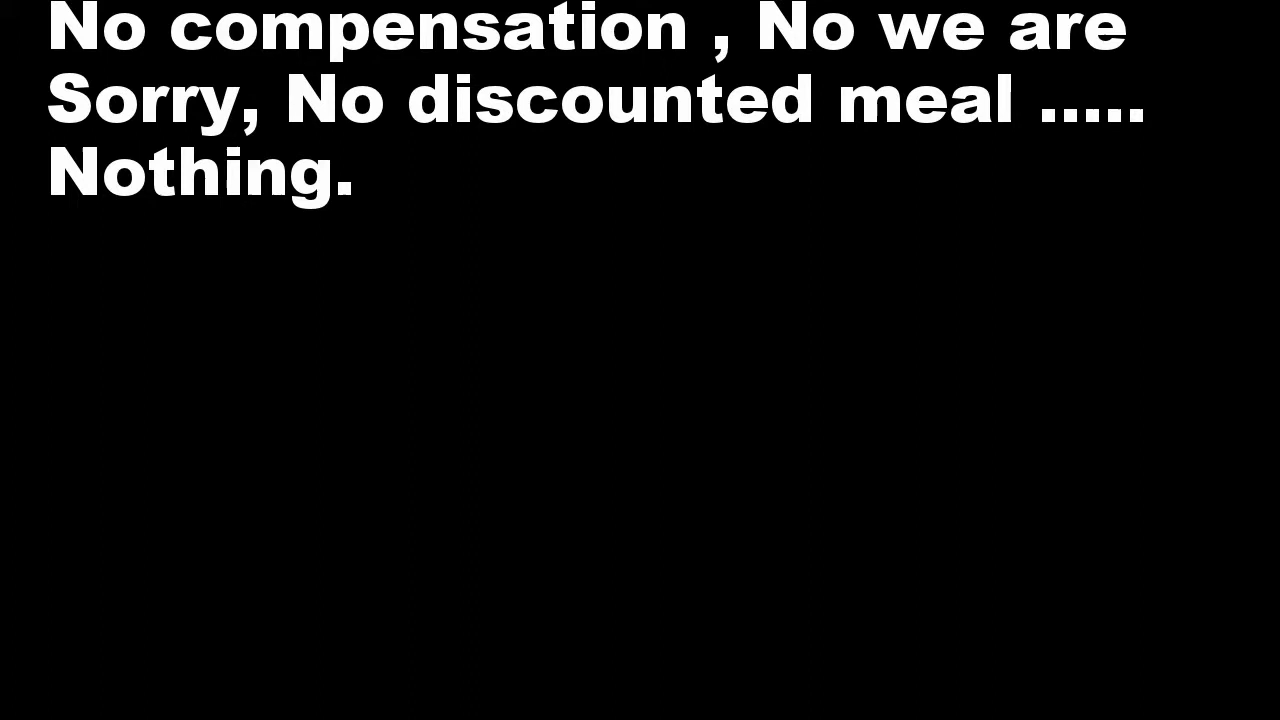 No compensation , No we are
Sorry, No discounted meal .....
Nothing.